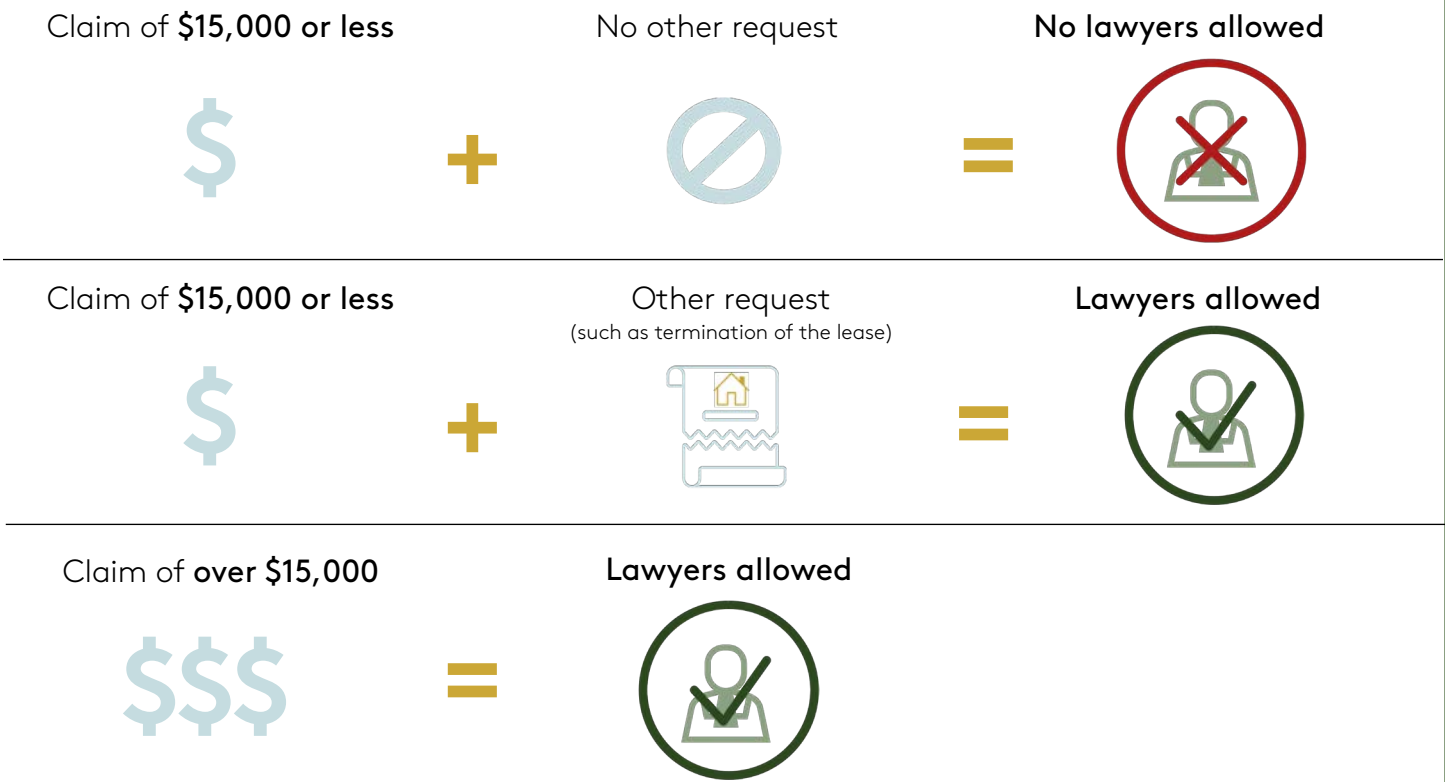 Claim of $15,000 or less
No other request
No lawyers allowed
$
+
=
Claim of $15,000 or less
Other request
(such as termination of the lease)
Lawyers allowed
$
+
=
Claim of over $15,000
Lawyers allowed
$$$
=